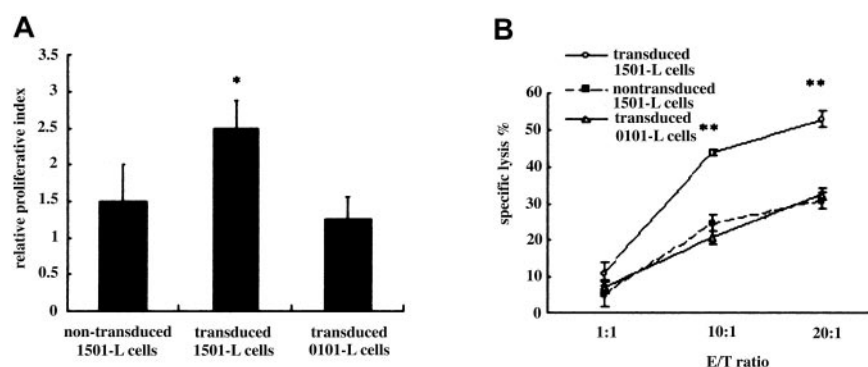 A
relative proliferative index
3.5
3
2.5
2
1.5
1
0.5
0
*
non-transduced
1501-L cells
transduced
1501-L cells
transduced
0101-L cells
B
transduced
1501-L cells
nontransduced
1501-L cells
transduced
0101-L cells
specific lysis %
60
50
40
30
20
10
0
**
**
1:1
10:1
20:1
E/T ratio